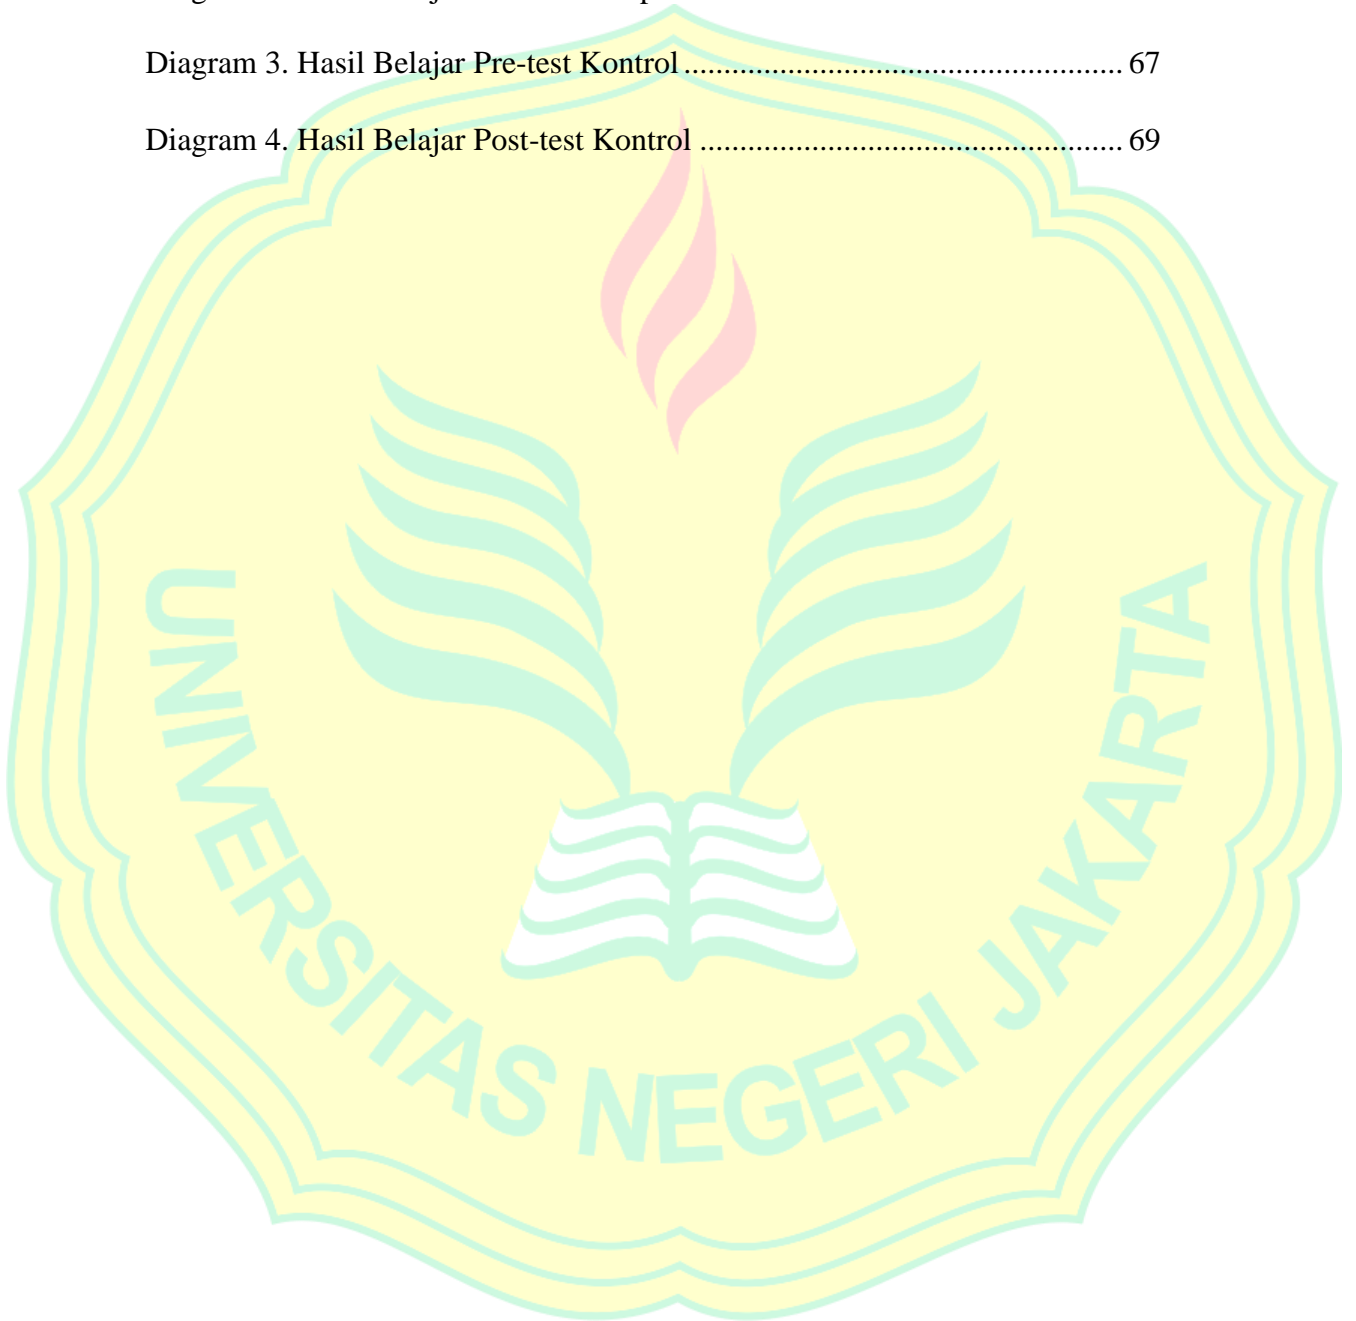 Diagram 3. Hasil Belajar Pre-test Kontrol ....................................................... 67
Diagram 4. Hasil Belajar Post-test Kontrol ..................................................... 69
UNIVERSITAS NEGERI JAKARTA